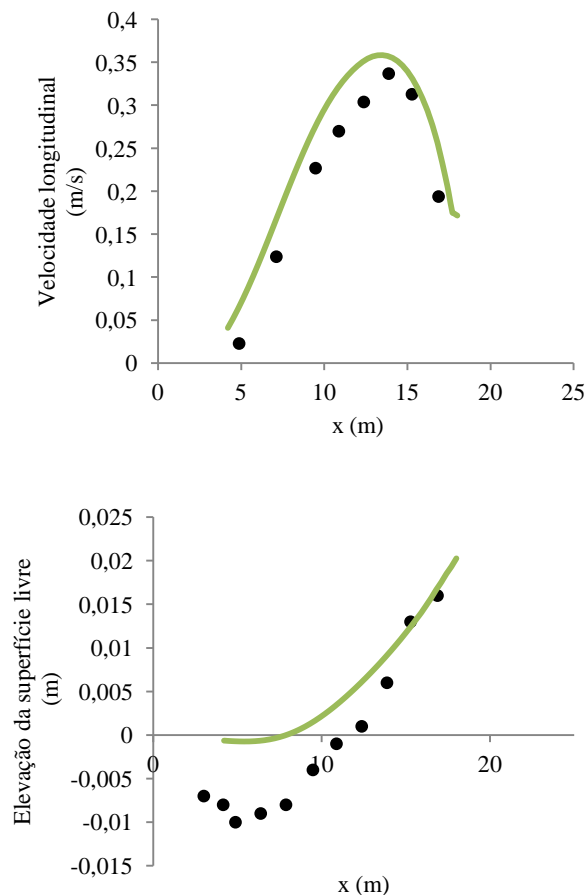 0,4
0,35
0,3
0,25
0,2
0,15
0,1
0,05
0
Velocidade longitudinal
(m/s)
0 5 10 15 20 25
x (m)
0,025
0,02
0,015
0,01
0,005
0
-0,005
-0,01
-0,015
Elevação da superfície livre
(m)
0 10 20
x (m)